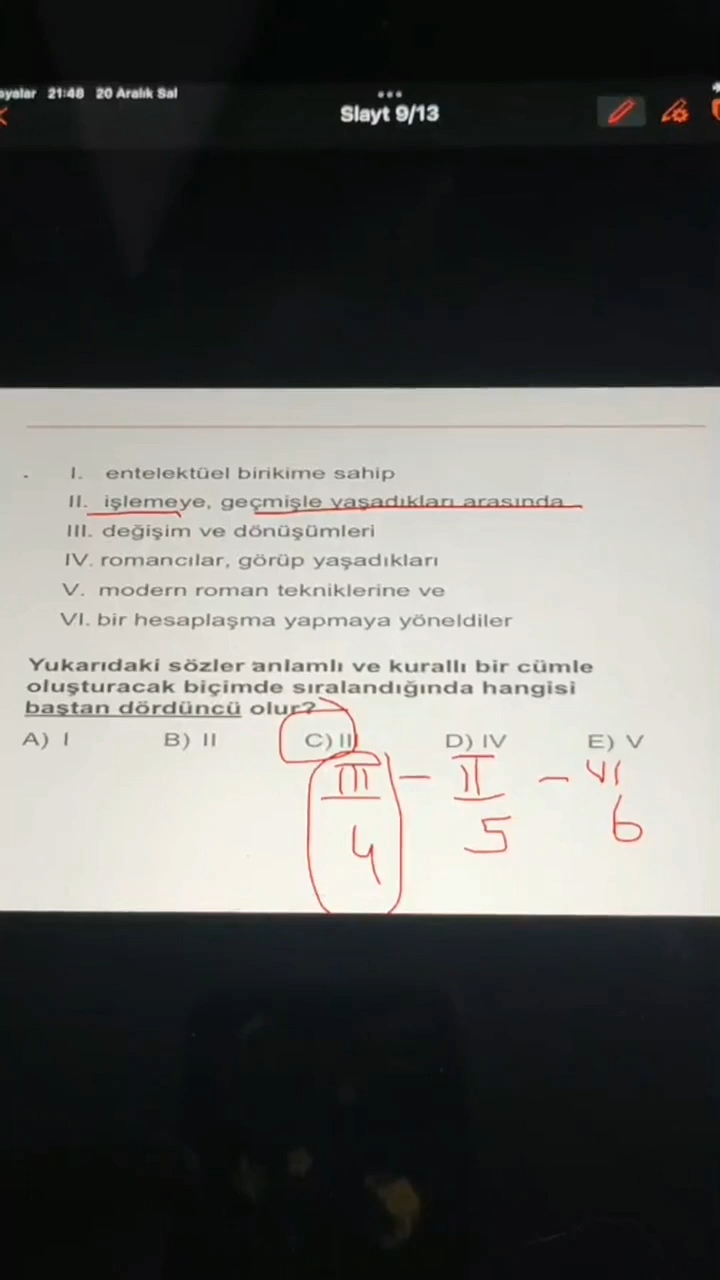 21:48 20 Aralık Sal
Slayt 9/13
I. entelektüel birikime sahip
II. işlemeye, geçmişle yaşadıkları arasında
III. değişim ve dönüşümleri
IV. romancılar, görüp yaşadıkları
V. modern roman tekniklerine ve
VI. bir hesaplaşma yapmaya yöneldiler
Yukarıdaki sözler anlamlı ve kurallı bir cümle
oluşturacak biçimde sıralandığında hangisi
baştan dördüncü olur?
A) I B) II C) III D) IV E) V
III - II - VI
4 5 6